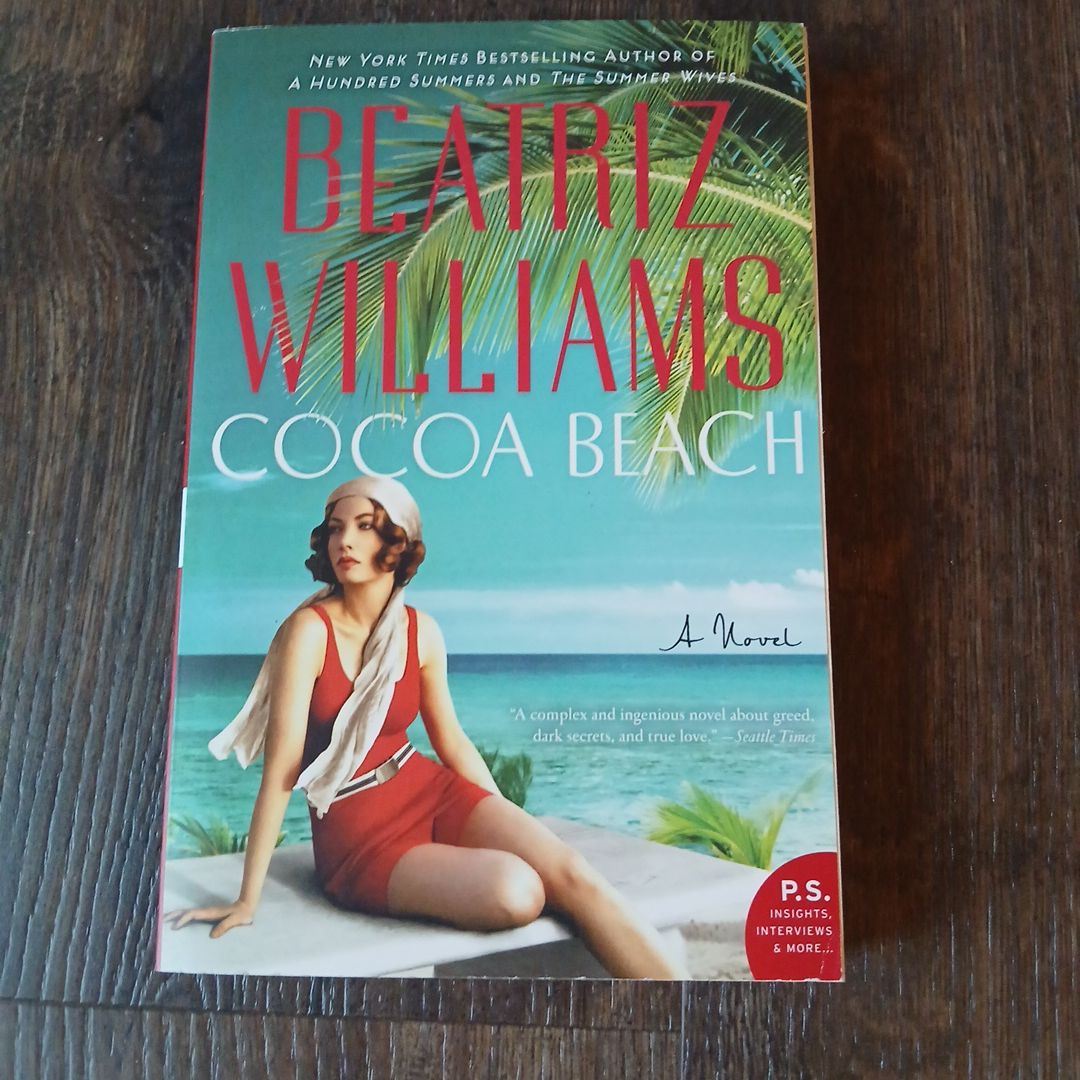 NEW YORK TIMES BESTSELLING AUTHOR OF
A HUNDRED SUMMERS AND THE SUMMER WIVES
BEATRIZ
WILLIAMS
COCOA BEACH
A Novel
"A complex and ingenious novel about greed,
dark secrets, and true love." —Seattle Times
P.S.
INSIGHTS,
INTERVIEWS
& MORE...